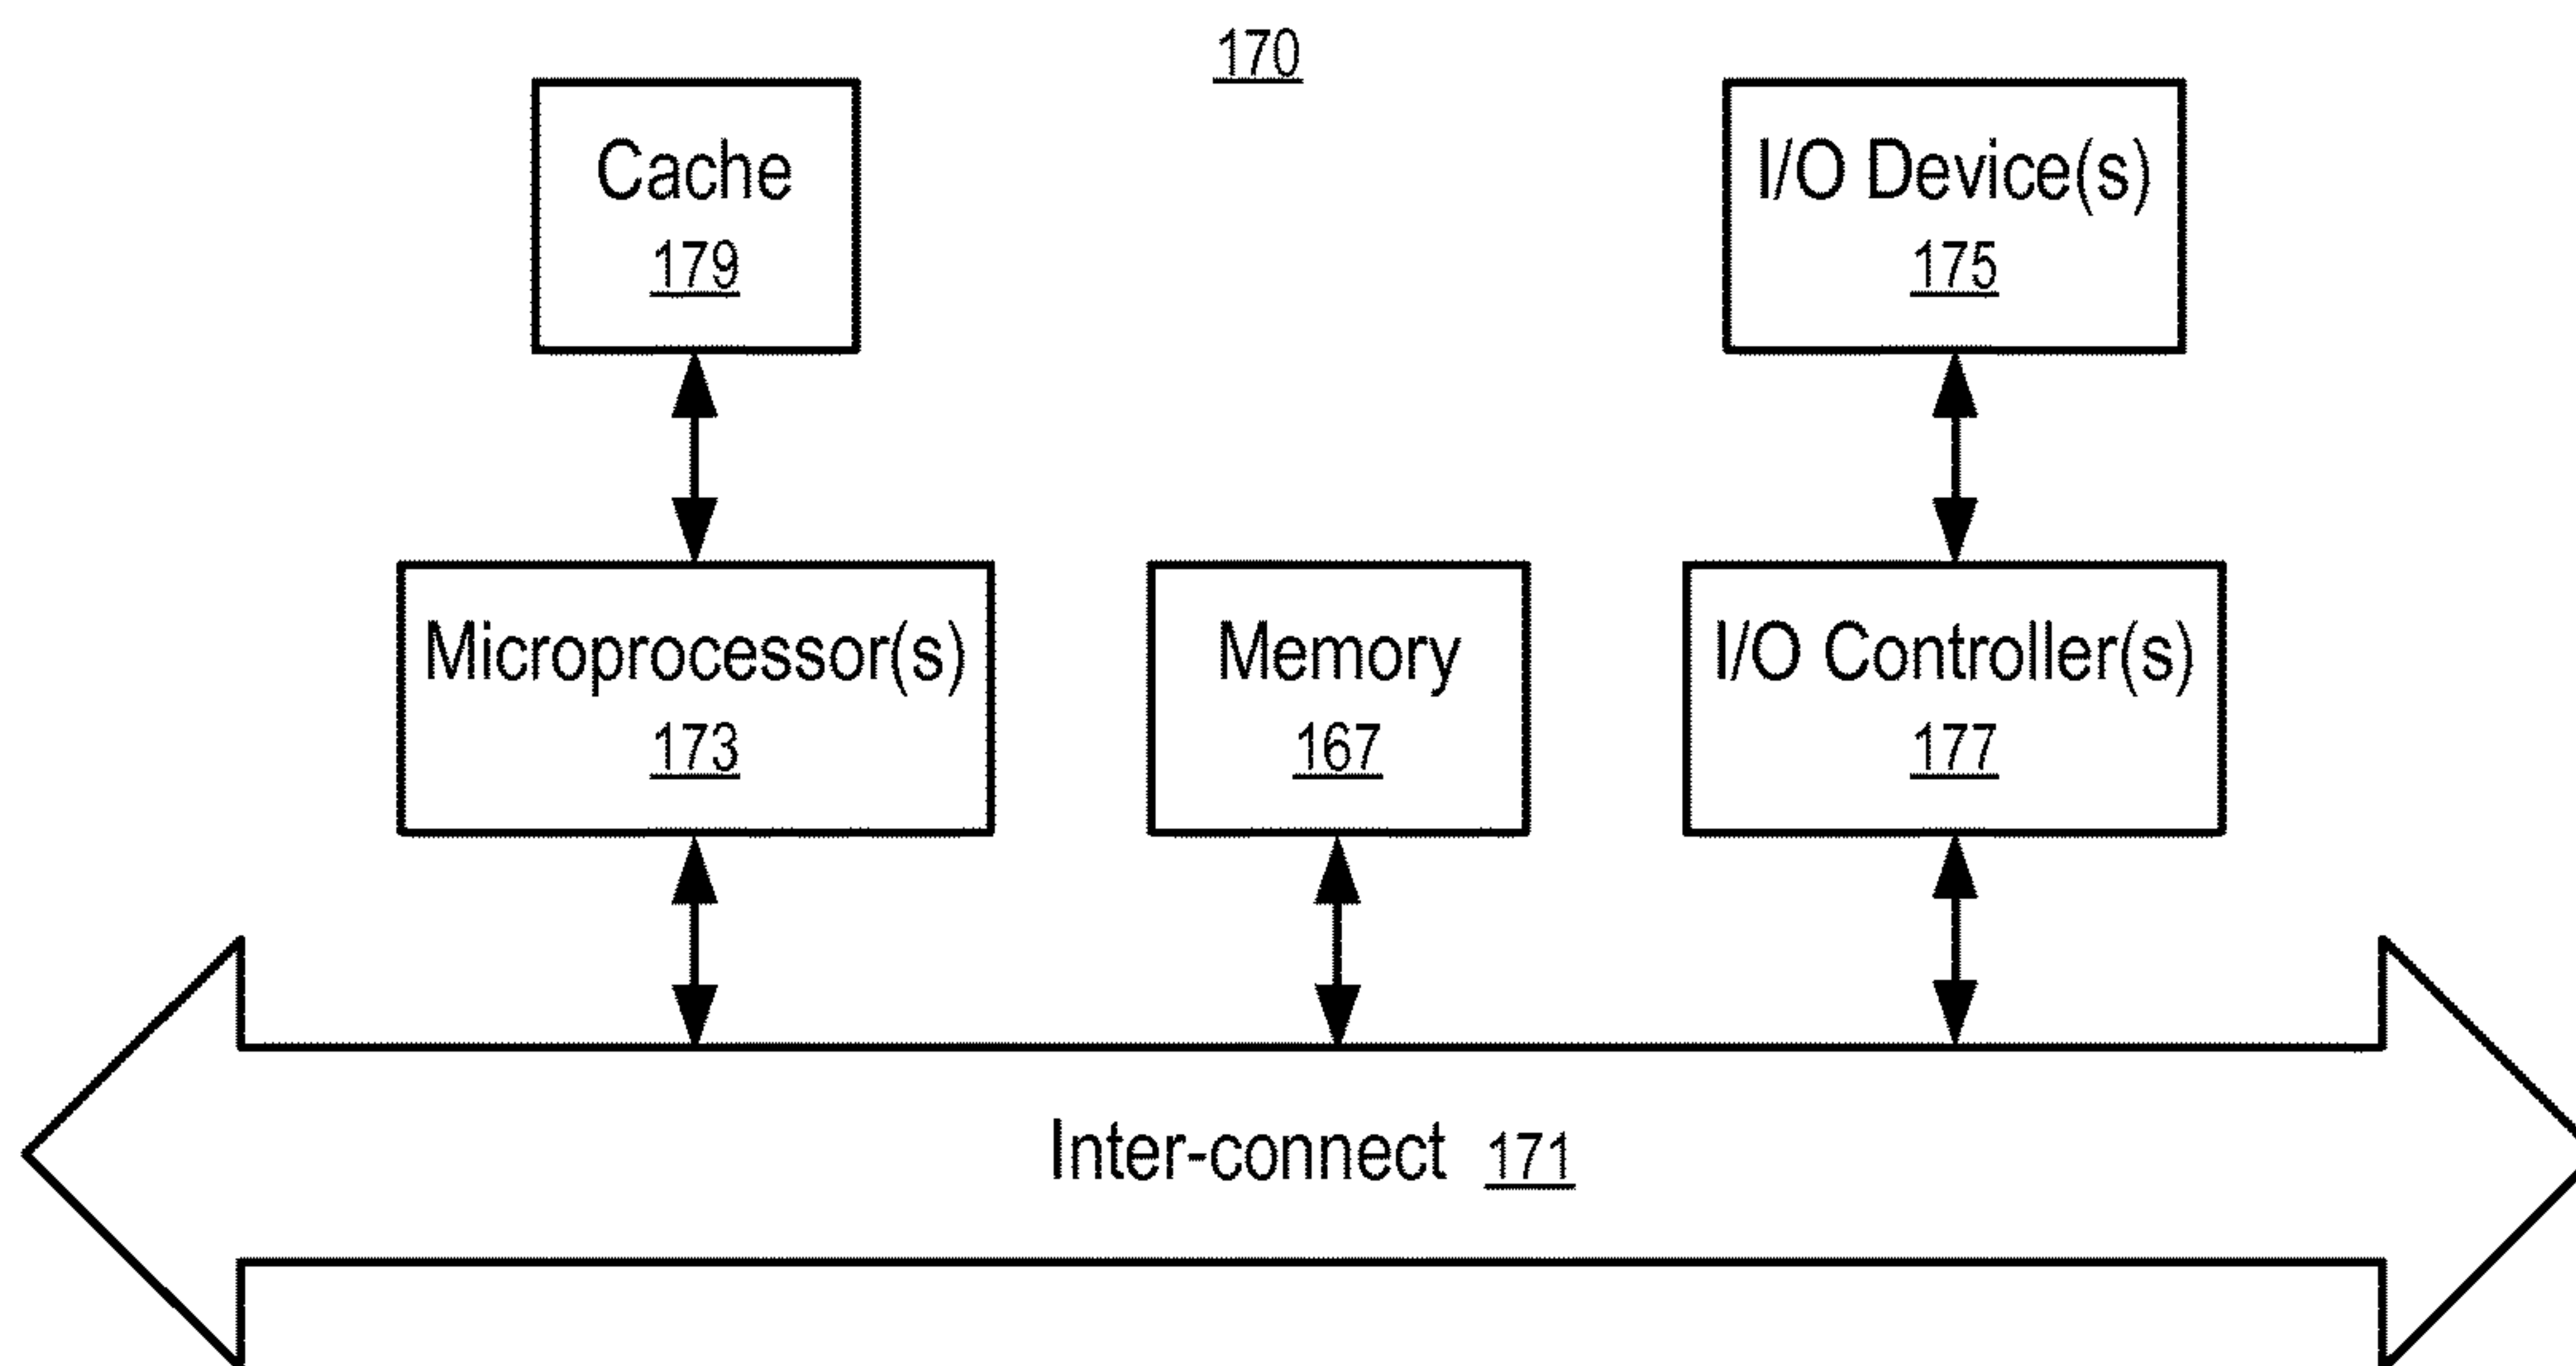 170
Cache
179
I/O Device(s)
175
Microprocessor(s)
173
Memory
167
I/O Controller(s)
177
Inter-connect 171